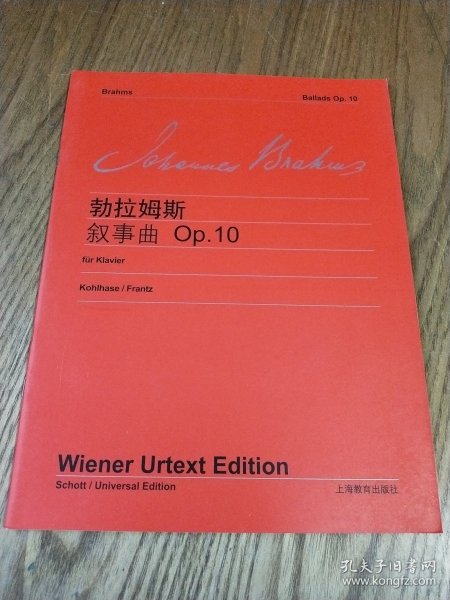 Brahms
Ballads Op. 10
Johannes Brahms
勃拉姆斯
叙事曲 Op.10
für Klavier
Kohlhase / Frantz
Wiener Urtext Edition
Schott / Universal Edition
上海教育出版社
孔夫子旧书网
www.kongfz.com